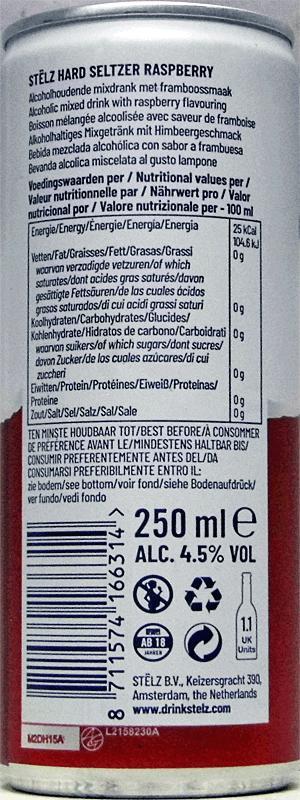 STËLZ HARD SELTZER RASPBERRY
Alcoholhoudende mixdrank met framboossmaak
Alcoholic mixed drink with raspberry flavouring
Boisson mélangée alcoolisée avec saveur de framboise
Alkoholhaltiges Mixgetränk mit Himbeergeschmack
Bebida mezclada alcohólica con sabor a frambuesa
Bevanda alcolica miscelata al gusto lampone
Voedingswaarden per / Nutritional values per /
Valeur nutritionnelle par / Nährwert pro / Valor
nutricional por / Valore nutrizionale per - 100 ml
Energie/Energy/Énergie/Energía/Energia 25 kCal
104.6 kJ
Vetten/Fat/Graisses/Fett/Grasas/Grassi 0 g
waarvan verzadigde vetzuren/of which
saturates/dont acides gras saturés/davon
gesättigte Fettsäuren/de las cuales ácidos
grasos saturados/di cui acidi grassi saturi 0 g
Koolhydraten/Carbohydrates/Glucides/
Kohlenhydrate/Hidratos de carbono/Carboidrati 0 g
waarvan suikers/of which sugars/dont sucres/
davon Zucker/de los cuales azúcares/di cui
zuccheri 0 g
Eiwitten/Protein/Protéines/Eiweiß/Proteínas/
Proteine 0 g
Zout/Salt/Sel/Salz/Sal/Sale 0 g
TEN MINSTE HOUDBAAR TOT/BEST BEFORE/À CONSOMMER
DE PRÉFÉRENCE AVANT LE/MINDESTENS HALTBAR BIS/
CONSUMIR PREFERENTEMENTE ANTES DEL/DA
CONSUMARSI PREFERIBILMENTE ENTRO IL:
zie bodem/see bottom/voir fond/siehe Bodenaufdrück/
ver fundo/vedi fondo
250 ml e
ALC. 4.5% VOL
AB 18
JAHREN
1.1
UK
Units
8 711574 166314 >
STËLZ B.V., Keizersgracht 390,
Amsterdam, the Netherlands
www.drinkstelz.com
M2DH15A
L2158230A